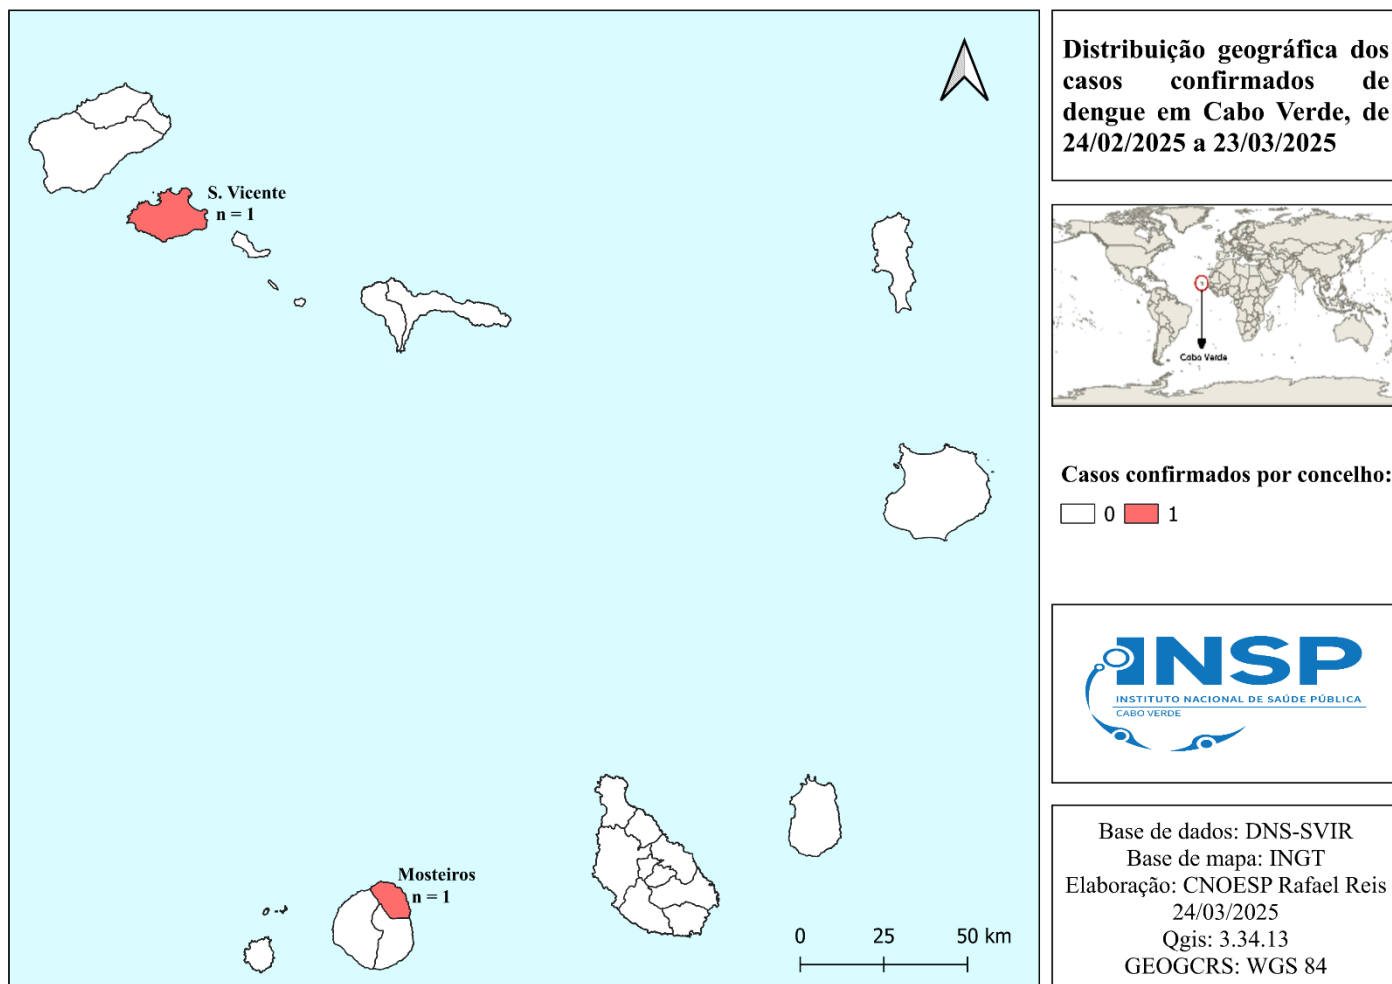 Distribuição geográfica dos
casos confirmados de
dengue em Cabo Verde, de
24/02/2025 a 23/03/2025
S. Vicente
n = 1
Cabo Verde
Casos confirmados por concelho:
0 1
INSP
INSTITUTO NACIONAL DE SAÚDE PÚBLICA
CABO VERDE
Mosteiros
n = 1
0 25 50 km
Base de dados: DNS-SVIR
Base de mapa: INGT
Elaboração: CNOESP Rafael Reis
24/03/2025
Qgis: 3.34.13
GEOGCRS: WGS 84